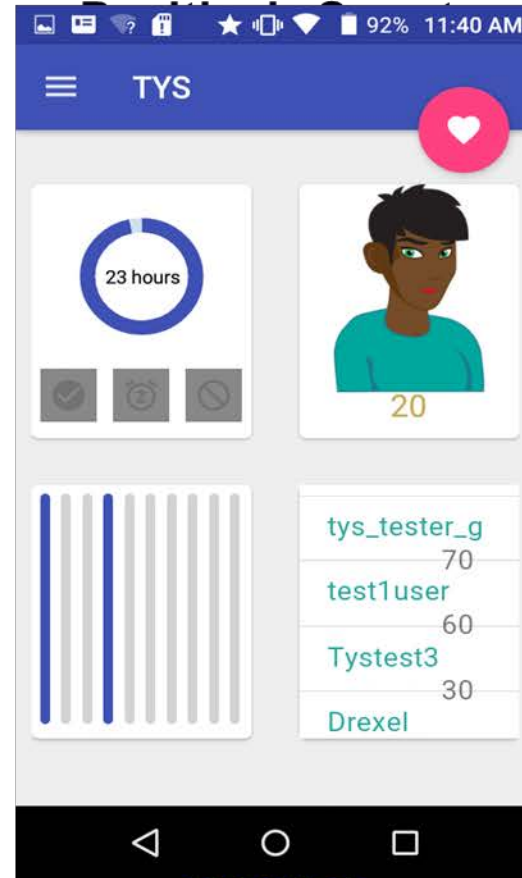 92% 11:40 AM
TYS
23 hours
20
tys_tester_g
70
test1user
60
Tystest3
30
Drexel